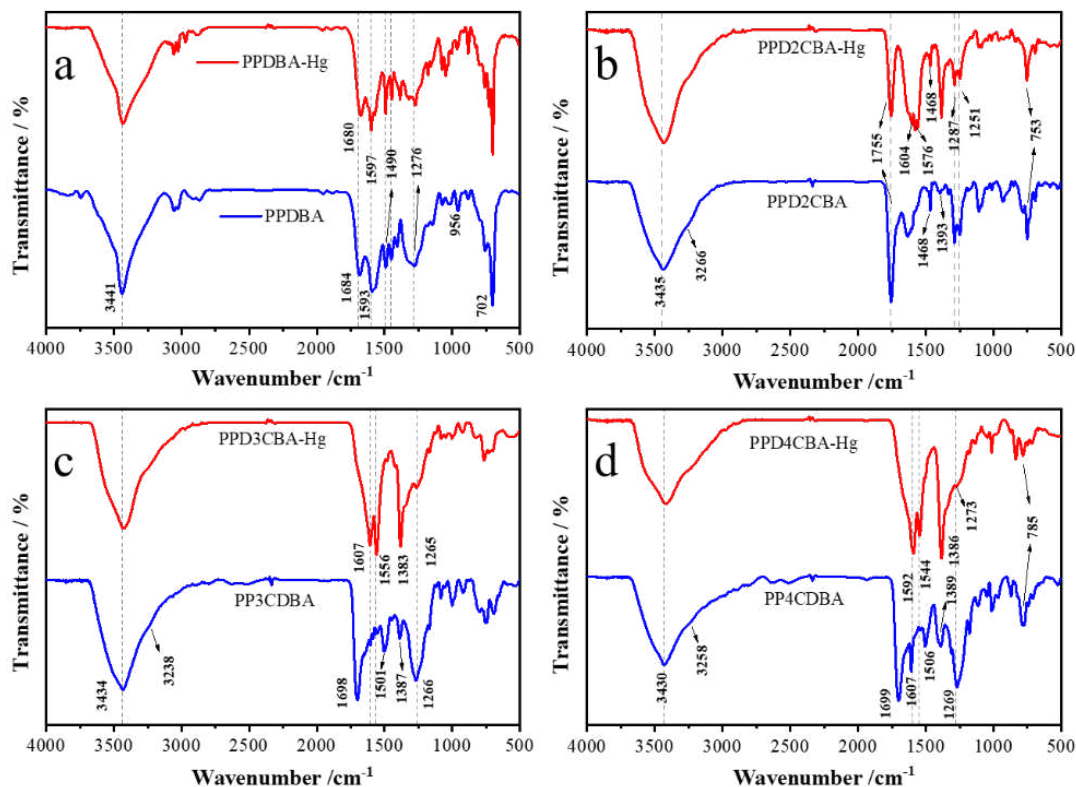 a
PPDBA-Hg
PPDBA
3441
1680
1684
1597
1593
1490
1276
956
702
Transmittance / %
4000 3500 3000 2500 2000 1500 1000 500
Wavenumber /cm⁻¹
b
PPD2CBA-Hg
PPD2CBA
3435
3266
1755
1604
1576
1468
1468
1393
1287
1251
753
Transmittance / %
4000 3500 3000 2500 2000 1500 1000 500
Wavenumber /cm⁻¹
c
PPD3CBA-Hg
PP3CDBA
3434
3238
1607
1556
1383
1265
1698
1501
1387
1266
Transmittance / %
4000 3500 3000 2500 2000 1500 1000 500
Wavenumber /cm⁻¹
d
PPD4CBA-Hg
PP4CDBA
3430
3258
1592
1544
1389
1386
1273
785
1699
1607
1506
1269
Transmittance / %
4000 3500 3000 2500 2000 1500 1000 500
Wavenumber /cm⁻¹